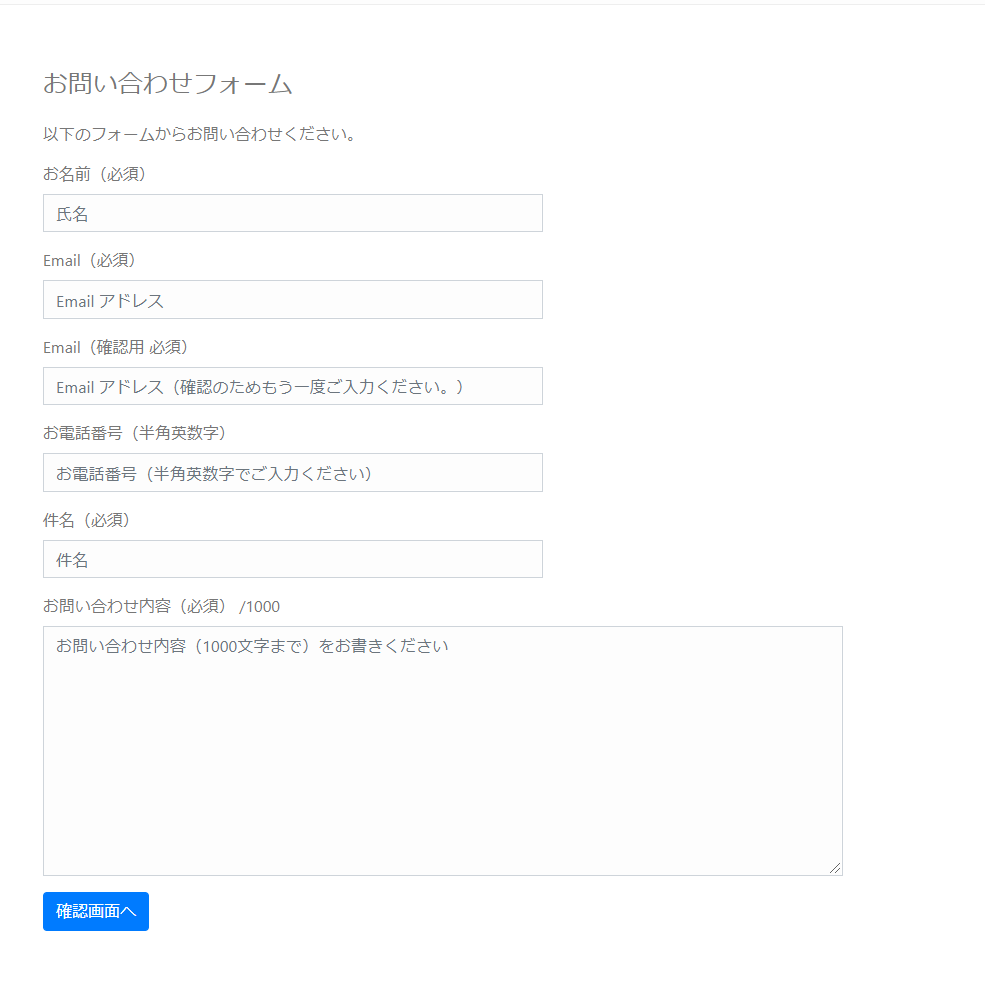 お問い合わせフォーム
以下のフォームからお問い合わせください。
お名前（必須）
氏名
Email（必須）
Email アドレス
Email（確認用 必須）
Email アドレス（確認のためもう一度ご入力ください。）
お電話番号（半角英数字）
お電話番号（半角英数字でご入力ください）
件名（必須）
件名
お問い合わせ内容（必須） /1000
お問い合わせ内容（1000文字まで）をお書きください
確認画面へ